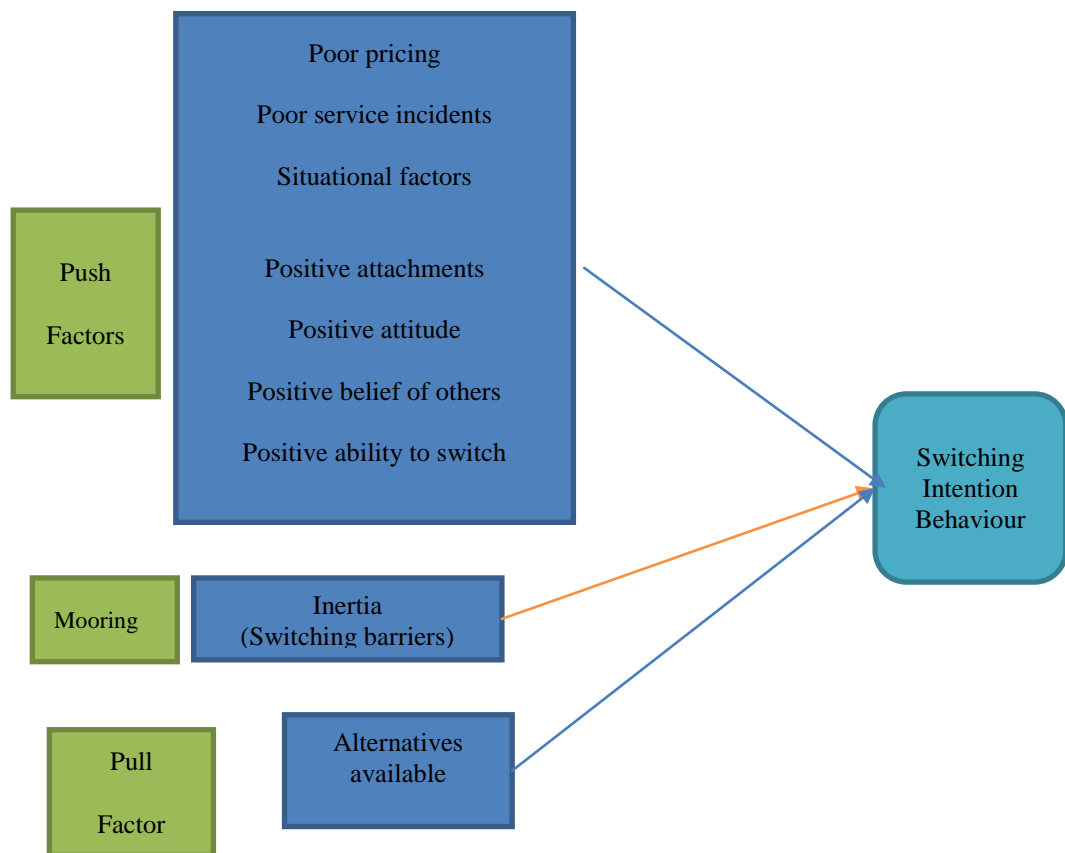 Push
Factors
Poor pricing
Poor service incidents
Situational factors
Positive attachments
Positive attitude
Positive belief of others
Positive ability to switch
Mooring
Inertia
(Switching barriers)
Pull
Factor
Alternatives
available
Switching
Intention
Behaviour